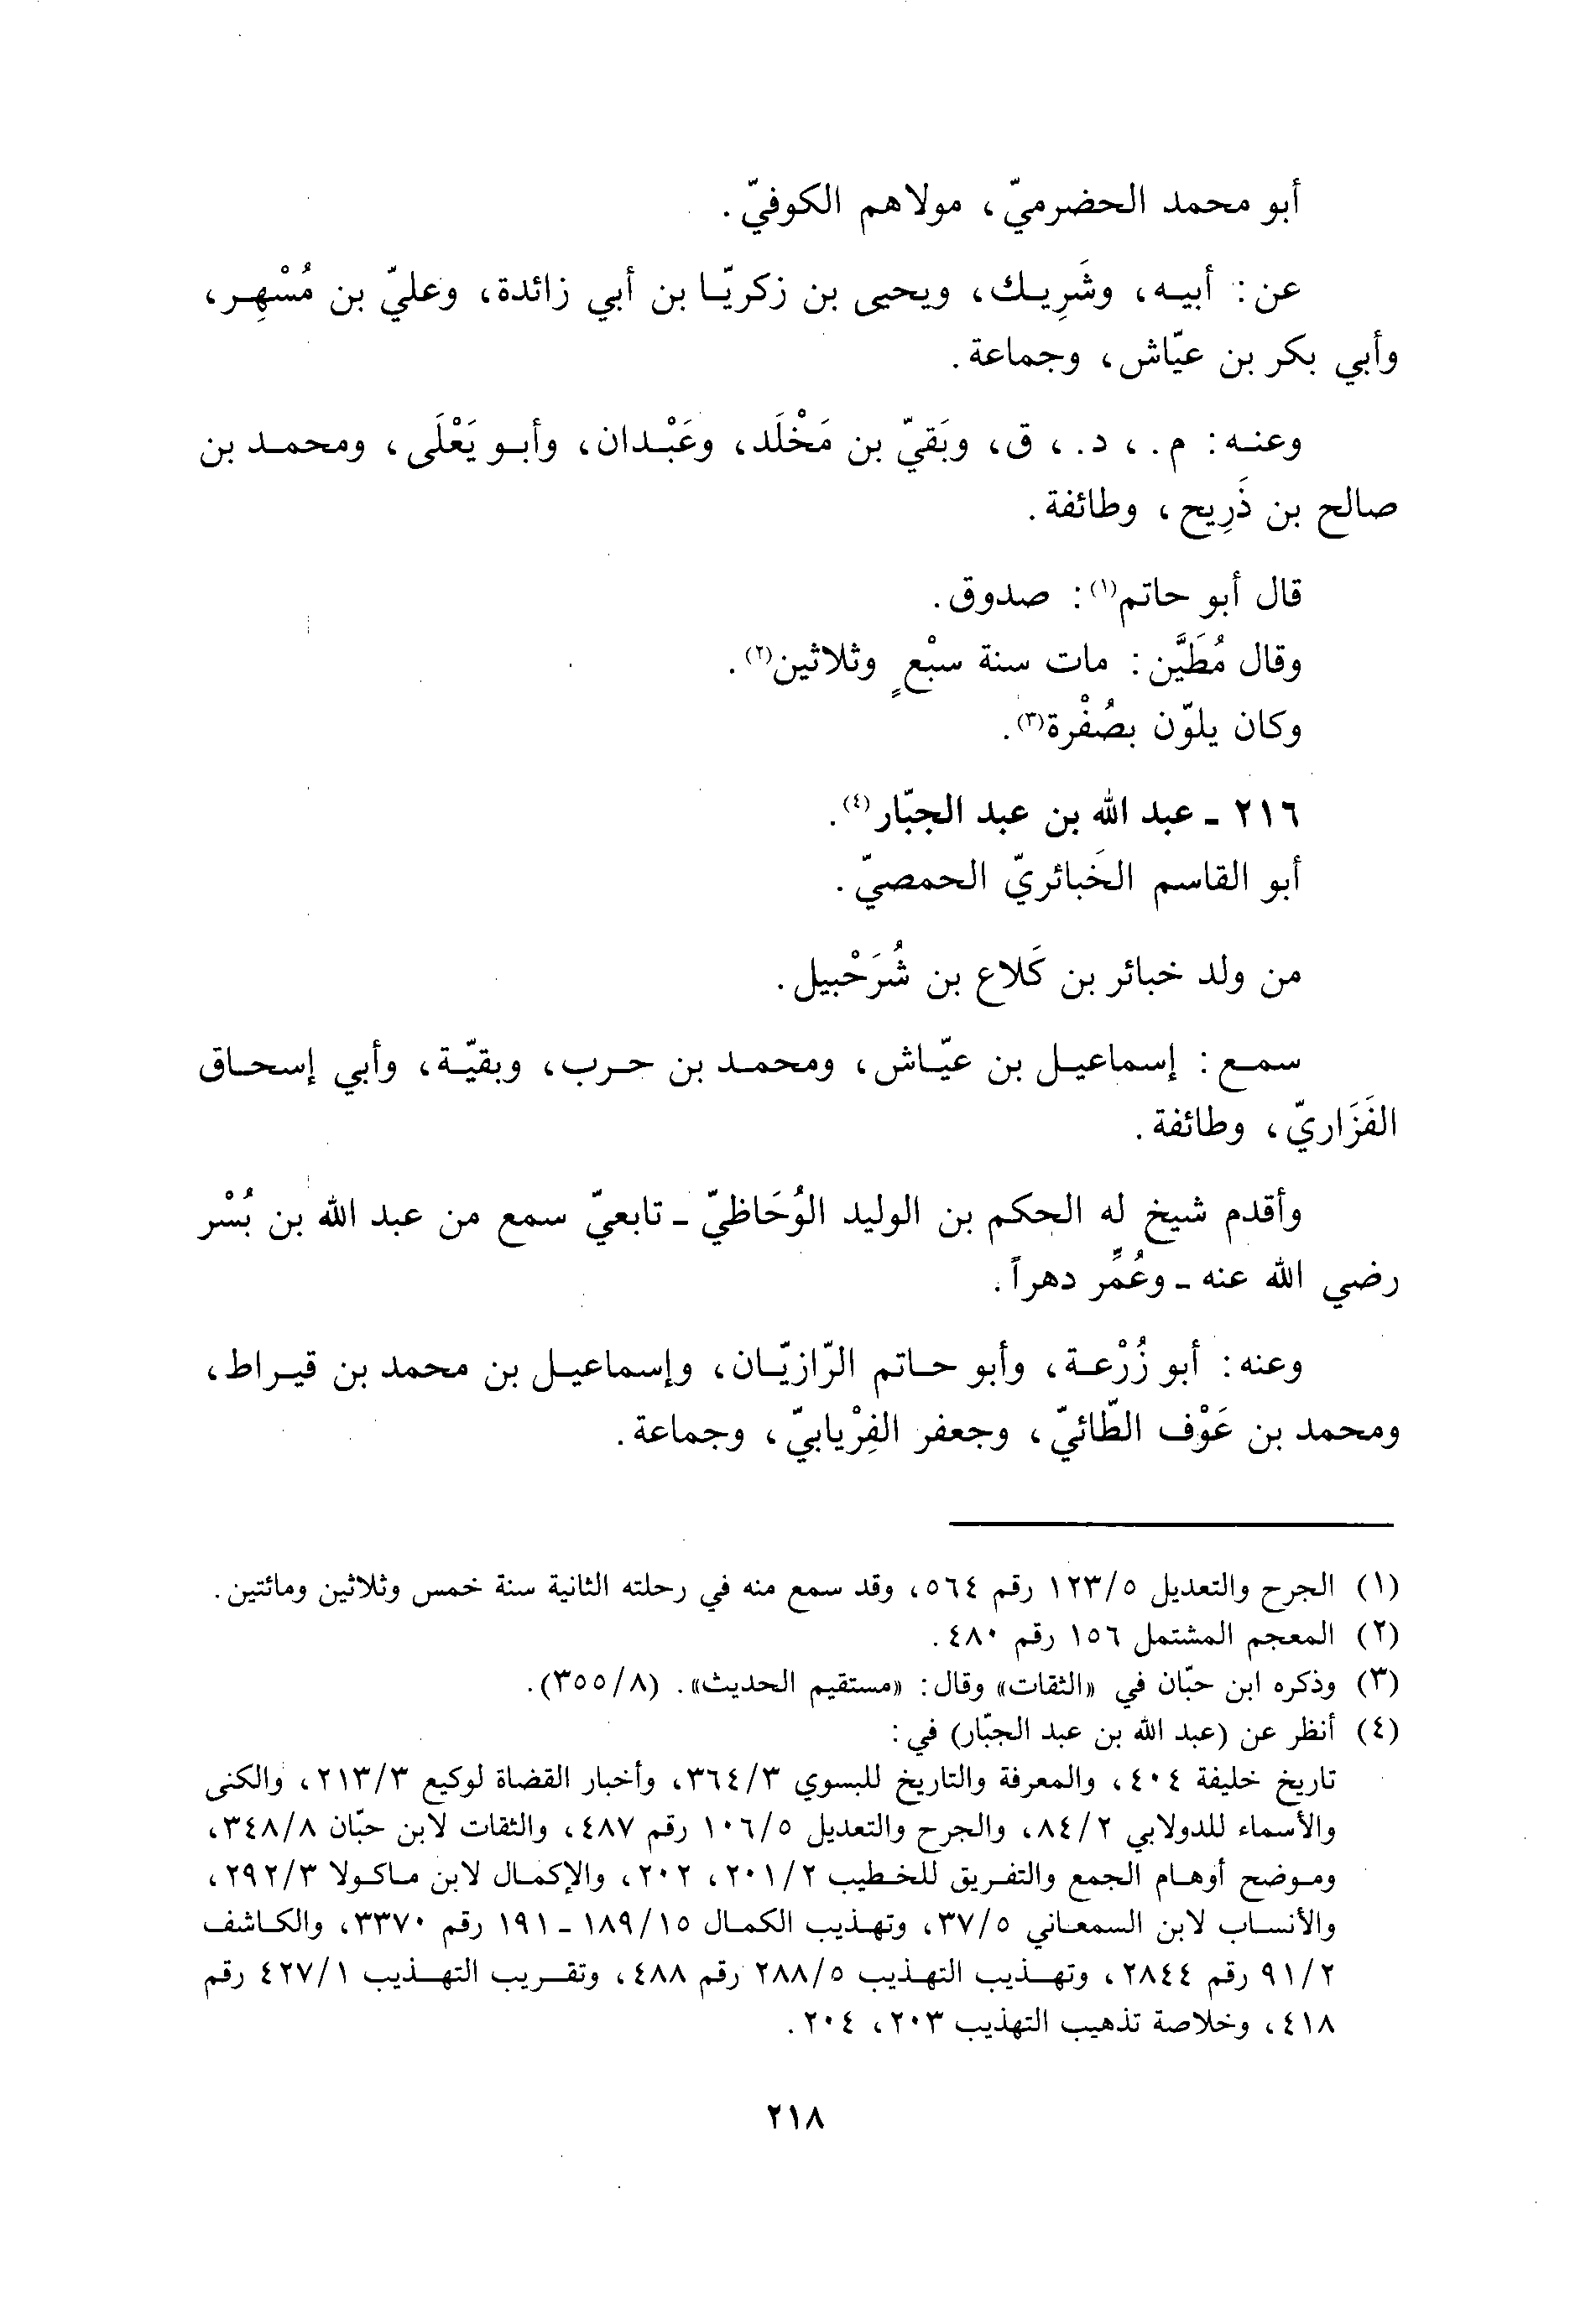 أبو محمد الحضرميّ، مولاهم الكوفيّ.
عن: أبيه، وشَرِيك، ويحيى بن زكريّا بن أبي زائدة، وعليّ بن مُسْهِر،
وأبي بكر بن عيّاش، وجماعة.
وعنه: م.، د.، ق، وبَقيّ بن مَخْلَد، وعَبْدان، وأبو يَعْلَى، ومحمد بن
صالح بن ذَرِيح، وطائفة.
قال أبو حاتم(١): صدوق.
وقال مُطَيَّن: مات سنة سبْعٍ وثلاثين(٢).
وكان يلوّن بصُفْرة(٣).
٢١٦ ـ عبد الله بن عبد الجبّار(٤).
أبو القاسم الخَبائريّ الحمصيّ.
من ولد خبائر بن كَلاع بن شُرَحْبيل.
سمع: إسماعيل بن عيّاش، ومحمد بن حرب، وبقيّة، وأبي إسحاق
الفَزَاريّ، وطائفة.
وأقدم شيخ له الحكم بن الوليد الوُحَاظيّ ـ تابعيّ سمع من عبد الله بن بُسْر
رضي الله عنه ـ وعُمِّر دهراً.
وعنه: أبو زُرْعة، وأبو حاتم الرّازيّان، وإسماعيل بن محمد بن قيراط،
ومحمد بن عَوْف الطّائيّ، وجعفر الفِرْيابيّ، وجماعة.
(١) الجرح والتعديل ١٢٣/٥ رقم ٥٦٤، وقد سمع منه في رحلته الثانية سنة خمس وثلاثين ومائتين.
(٢) المعجم المشتمل ١٥٦ رقم ٤٨٠.
(٣) وذكره ابن حبّان في «الثقات» وقال: «مستقيم الحديث». (٣٥٥/٨).
(٤) أنظر عن (عبد الله بن عبد الجبّار) في:
تاريخ خليفة ٤٠٤، والمعرفة والتاريخ للبسوي ٣٦٤/٣، وأخبار القضاة لوكيع ٢١٣/٣، والكنى
والأسماء للدولابي ٨٤/٢، والجرح والتعديل ١٠٦/٥ رقم ٤٨٧، والثقات لابن حبّان ٣٤٨/٨،
وموضح أوهام الجمع والتفريق للخطيب ٢٠١/٢، ٢٠٢، والإكمال لابن ماكولا ٢٩٢/٣،
والأنساب لابن السمعاني ٣٧/٥، وتهذيب الكمال ١٨٩/١٥ ـ ١٩١ رقم ٣٣٧٠، والكاشف
٩١/٢ رقم ٢٨٤٤، وتهذيب التهذيب ٢٨٨/٥ رقم ٤٨٨، وتقريب التهذيب ٤٢٧/١ رقم
٤١٨، وخلاصة تذهيب التهذيب ٢٠٣، ٢٠٤.
٢١٨